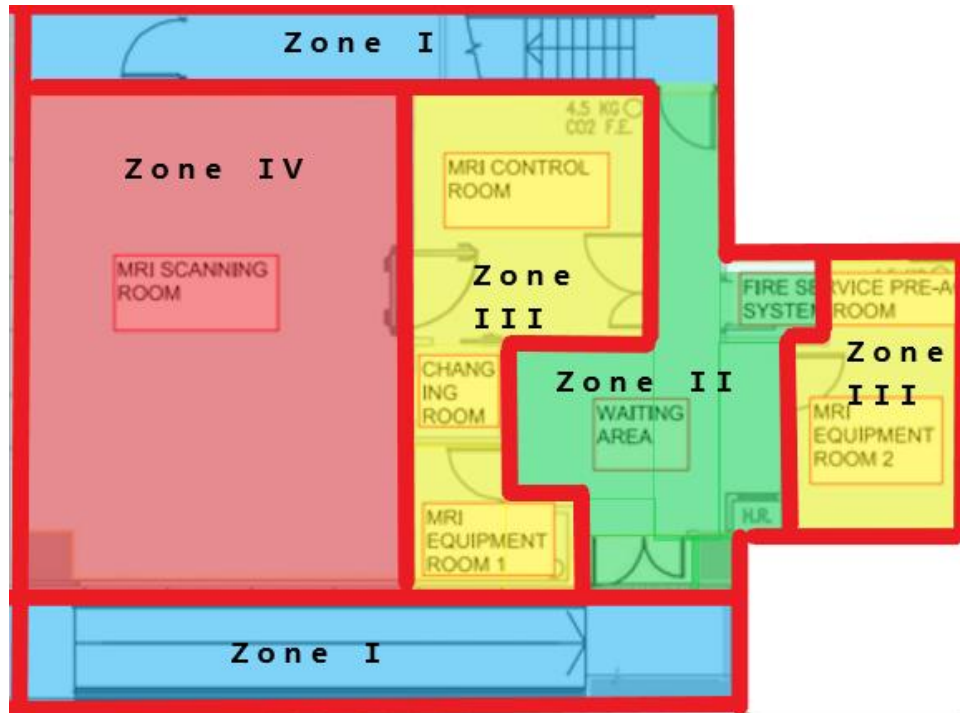 Zone I
4.5 KG
CO2 F.E.
Zone IV
MRI CONTROL
ROOM
MRI SCANNING
ROOM
Zone
III
FIRE SERVICE PRE-A
SYSTEM ROOM
CHANG
ING
ROOM
Zone II
Zone
III
WAITING
AREA
MRI
EQUIPMENT
ROOM 2
MRI
EQUIPMENT
ROOM 1
H.R.
Zone I